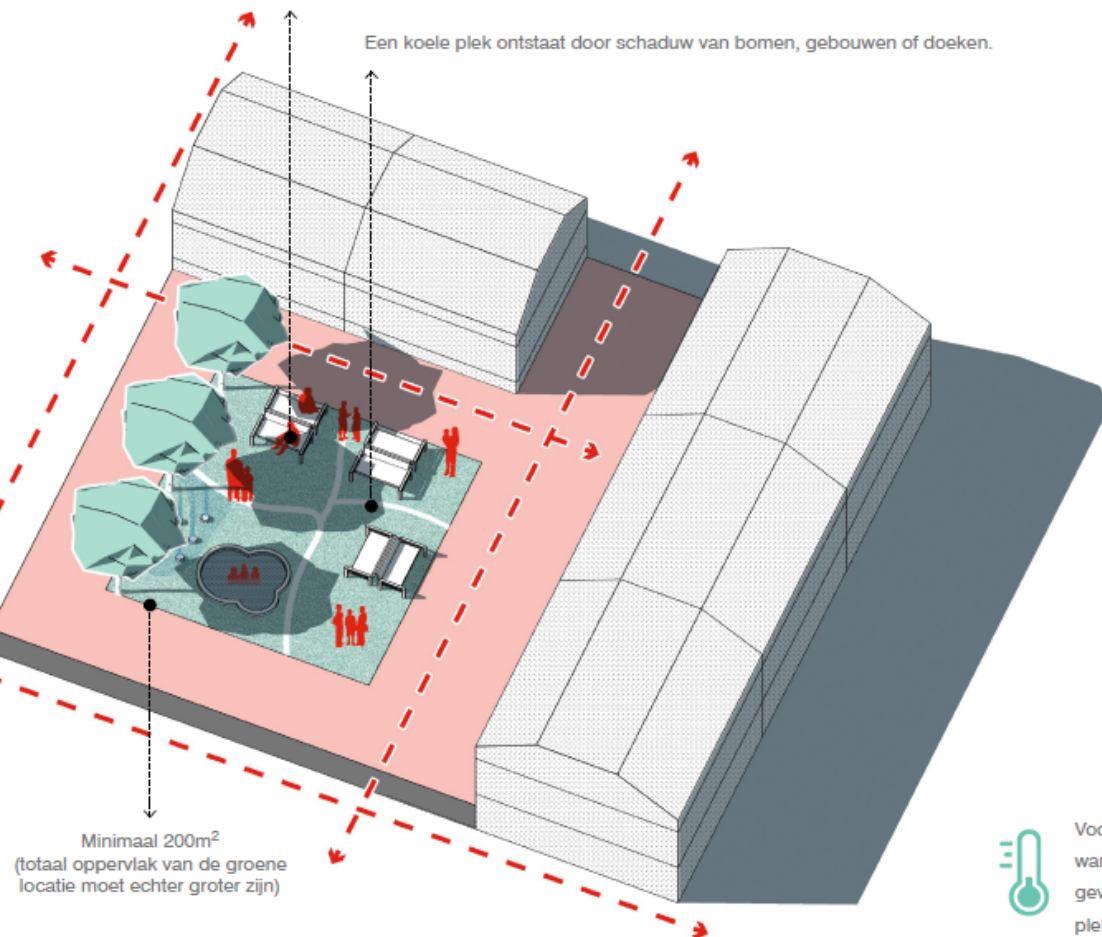 Een koele plek ontstaat door schaduw van bomen, gebouwen of doeken.
Minimaal 200m²
(totaal oppervlak van de groene
locatie moet echter groter zijn)